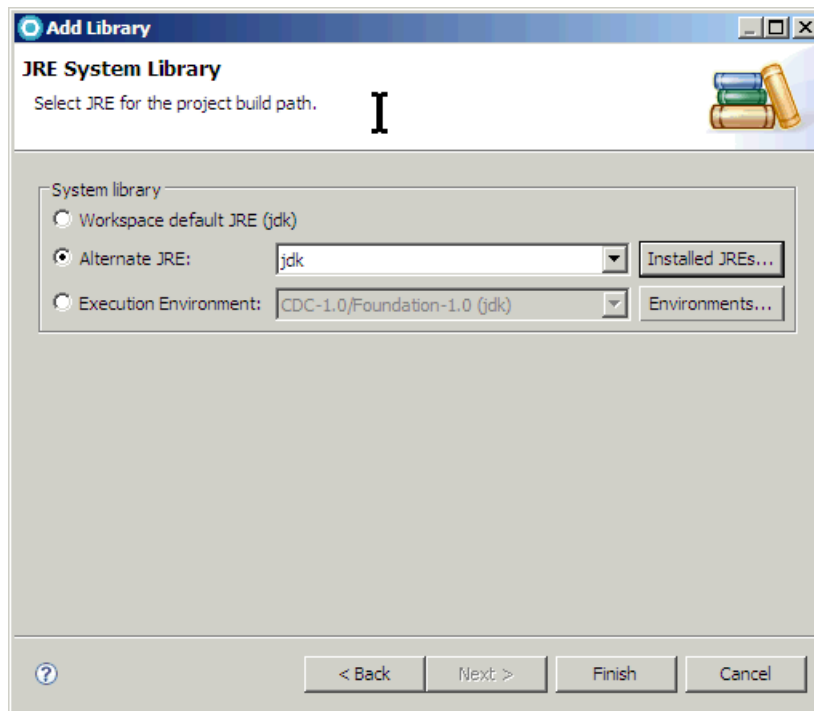 Add Library
JRE System Library
Select JRE for the project build path.
System library
Workspace default JRE (jdk)
Alternate JRE: jdk Installed JREs...
Execution Environment: CDC-1.0/Foundation-1.0 (jdk) Environments...
? < Back Next > Finish Cancel